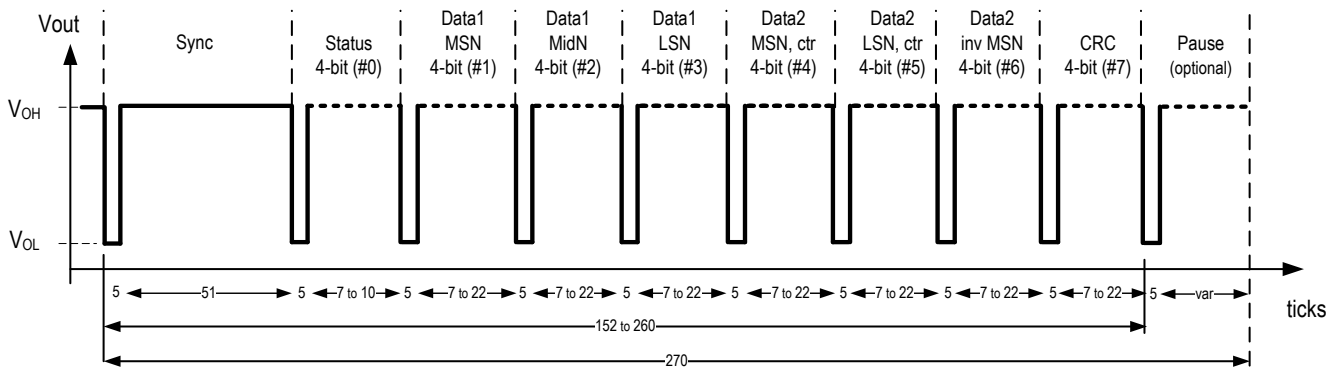 Vout
Sync
Status
4-bit (#0)
Data1
MSN
4-bit (#1)
Data1
MidN
4-bit (#2)
Data1
LSN
4-bit (#3)
Data2
MSN, ctr
4-bit (#4)
Data2
LSN, ctr
4-bit (#5)
Data2
inv MSN
4-bit (#6)
CRC
4-bit (#7)
Pause
(optional)
VOH
VOL
5 51 5 7 to 10 5 7 to 22 5 7 to 22 5 7 to 22 5 7 to 22 5 7 to 22 5 7 to 22 5 7 to 22 5 var
ticks
152 to 260
270